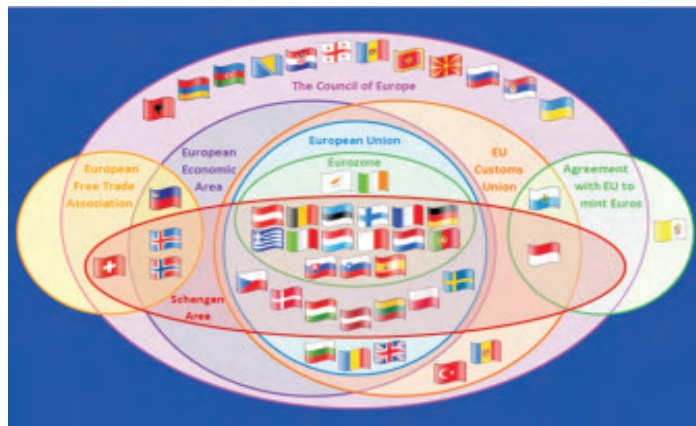 The Council of Europe
European Union
European
Economic
Area
Eurozone
EU
Customs
Union
European
Free Trade
Association
Agreement
with EU to
mint Euros
Schengen
Area